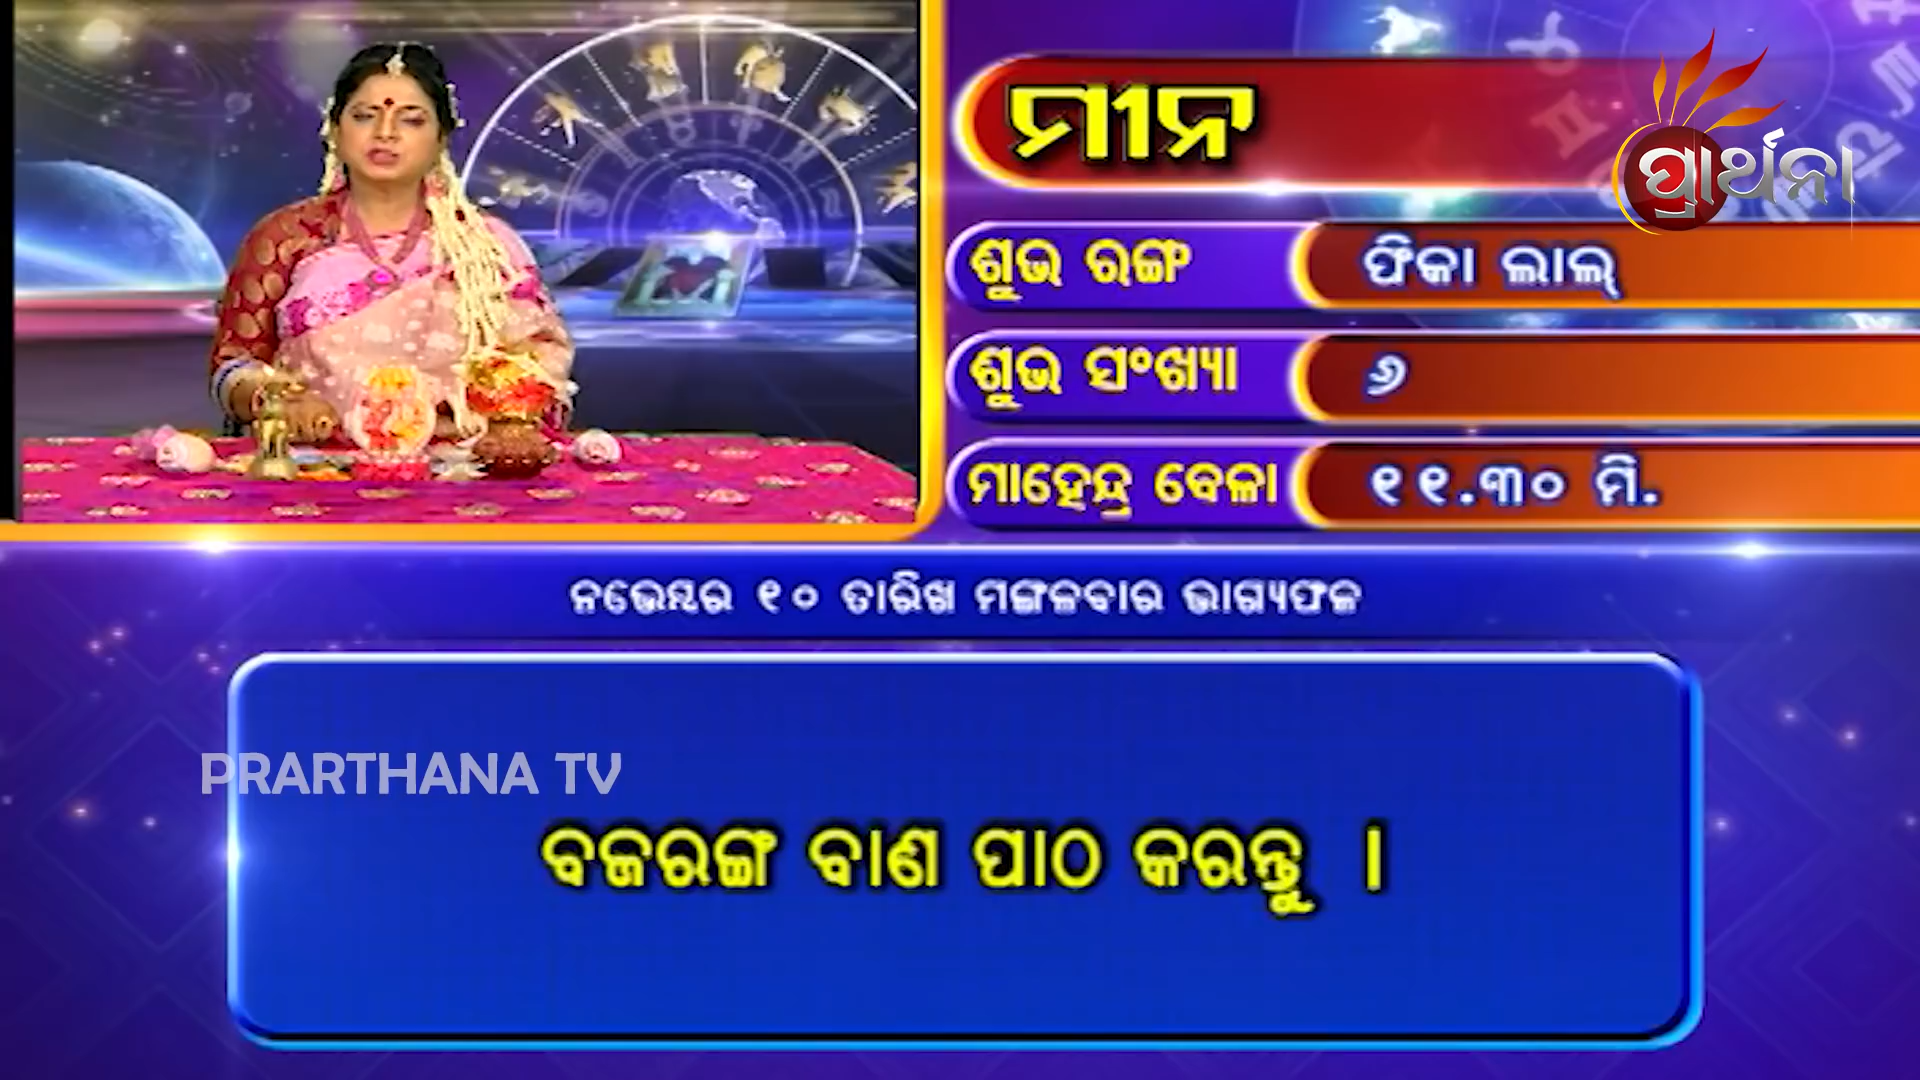 ମୀନ
ପ୍ରାର୍ଥନା
ଶୁଭ ରଙ୍ଗ ଫିକା ଲାଲ୍
ଶୁଭ ସଂଖ୍ୟା ୬
ମାହେନ୍ଦ୍ର ବେଳା ୧୧.୩୦ ମି.
ନଭେମ୍ବର ୧୦ ତାରିଖ ମଙ୍ଗଳବାର ଭାଗ୍ୟଫଳ
PRARTHANA TV
ବଜରଙ୍ଗ ବାଣ ପାଠ କରନ୍ତୁ ।